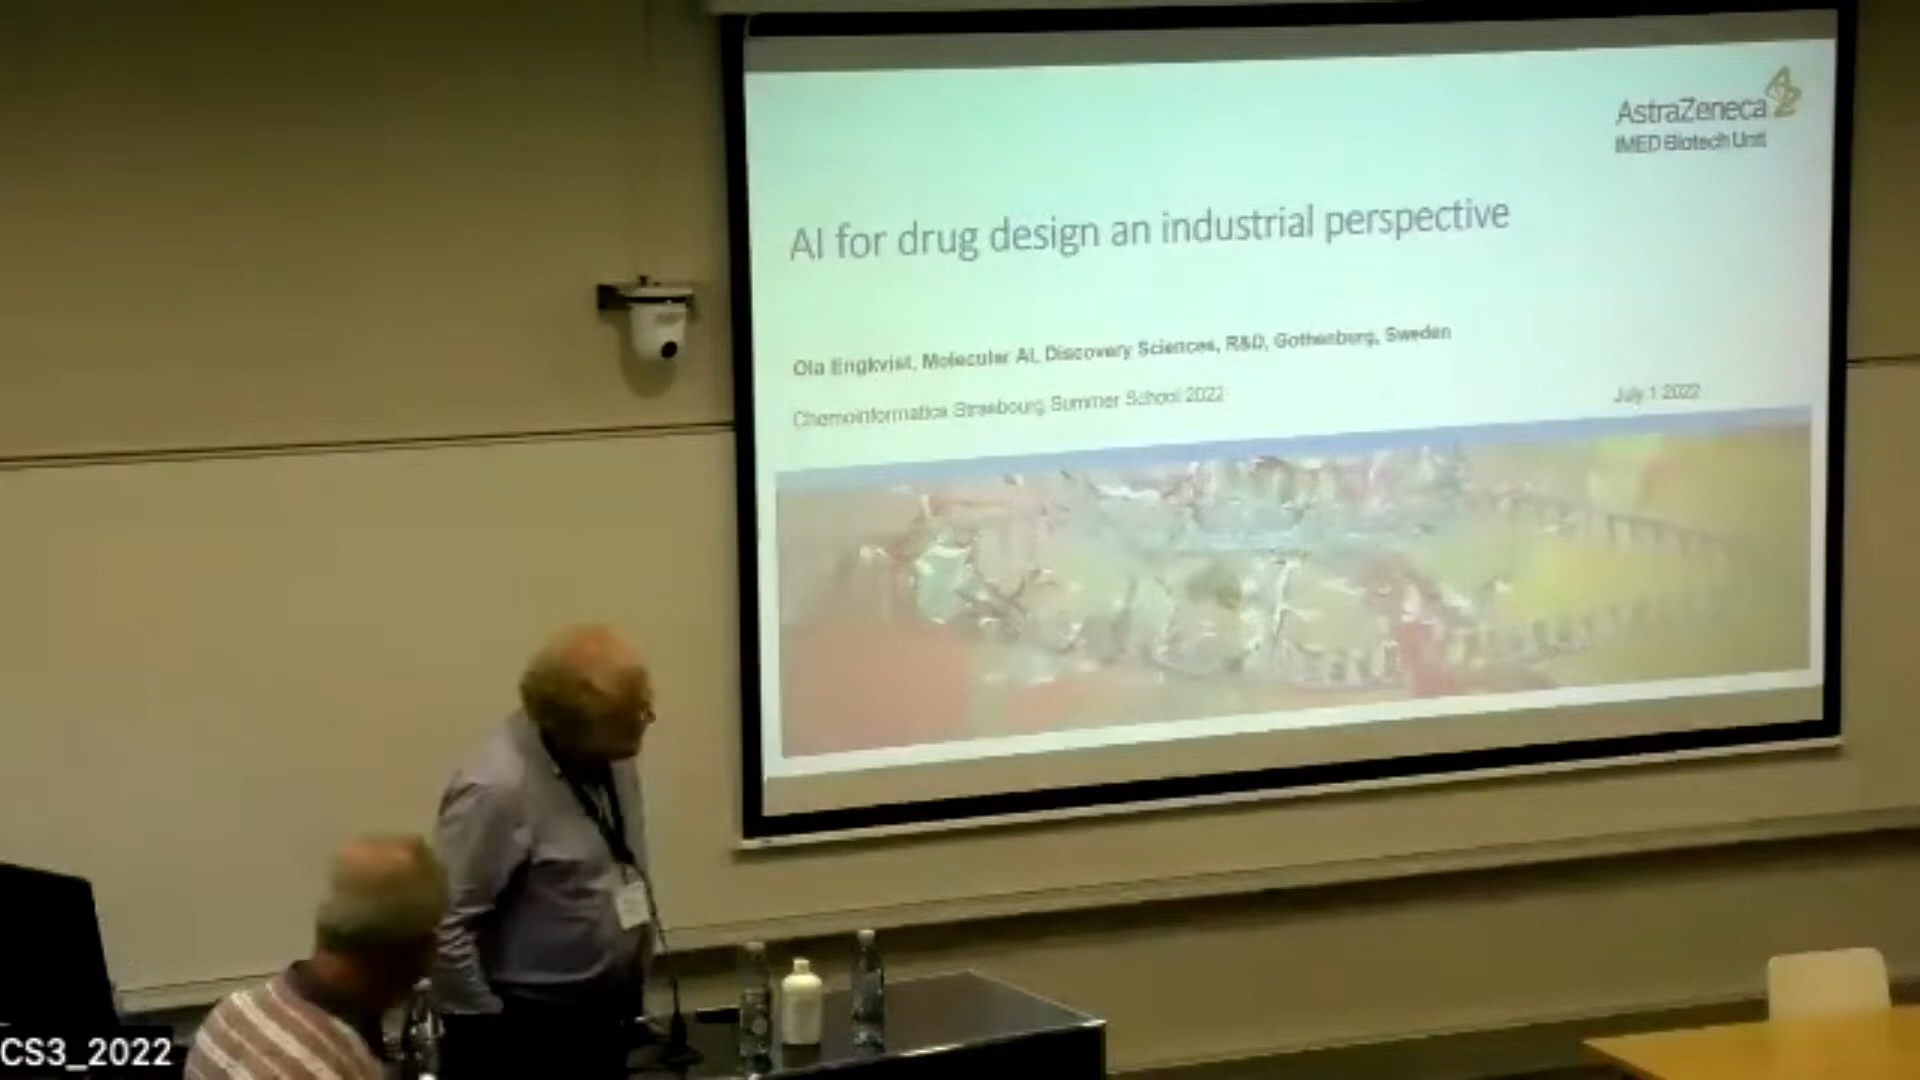 AstraZeneca
IMED Biotech Unit
AI for drug design an industrial perspective
Ola Engkvist, Molecular AI, Discovery Sciences, R&D, Gothenburg, Sweden
Chemoinformatics Strasbourg Summer School 2022
July 1 2022
CS3_2022